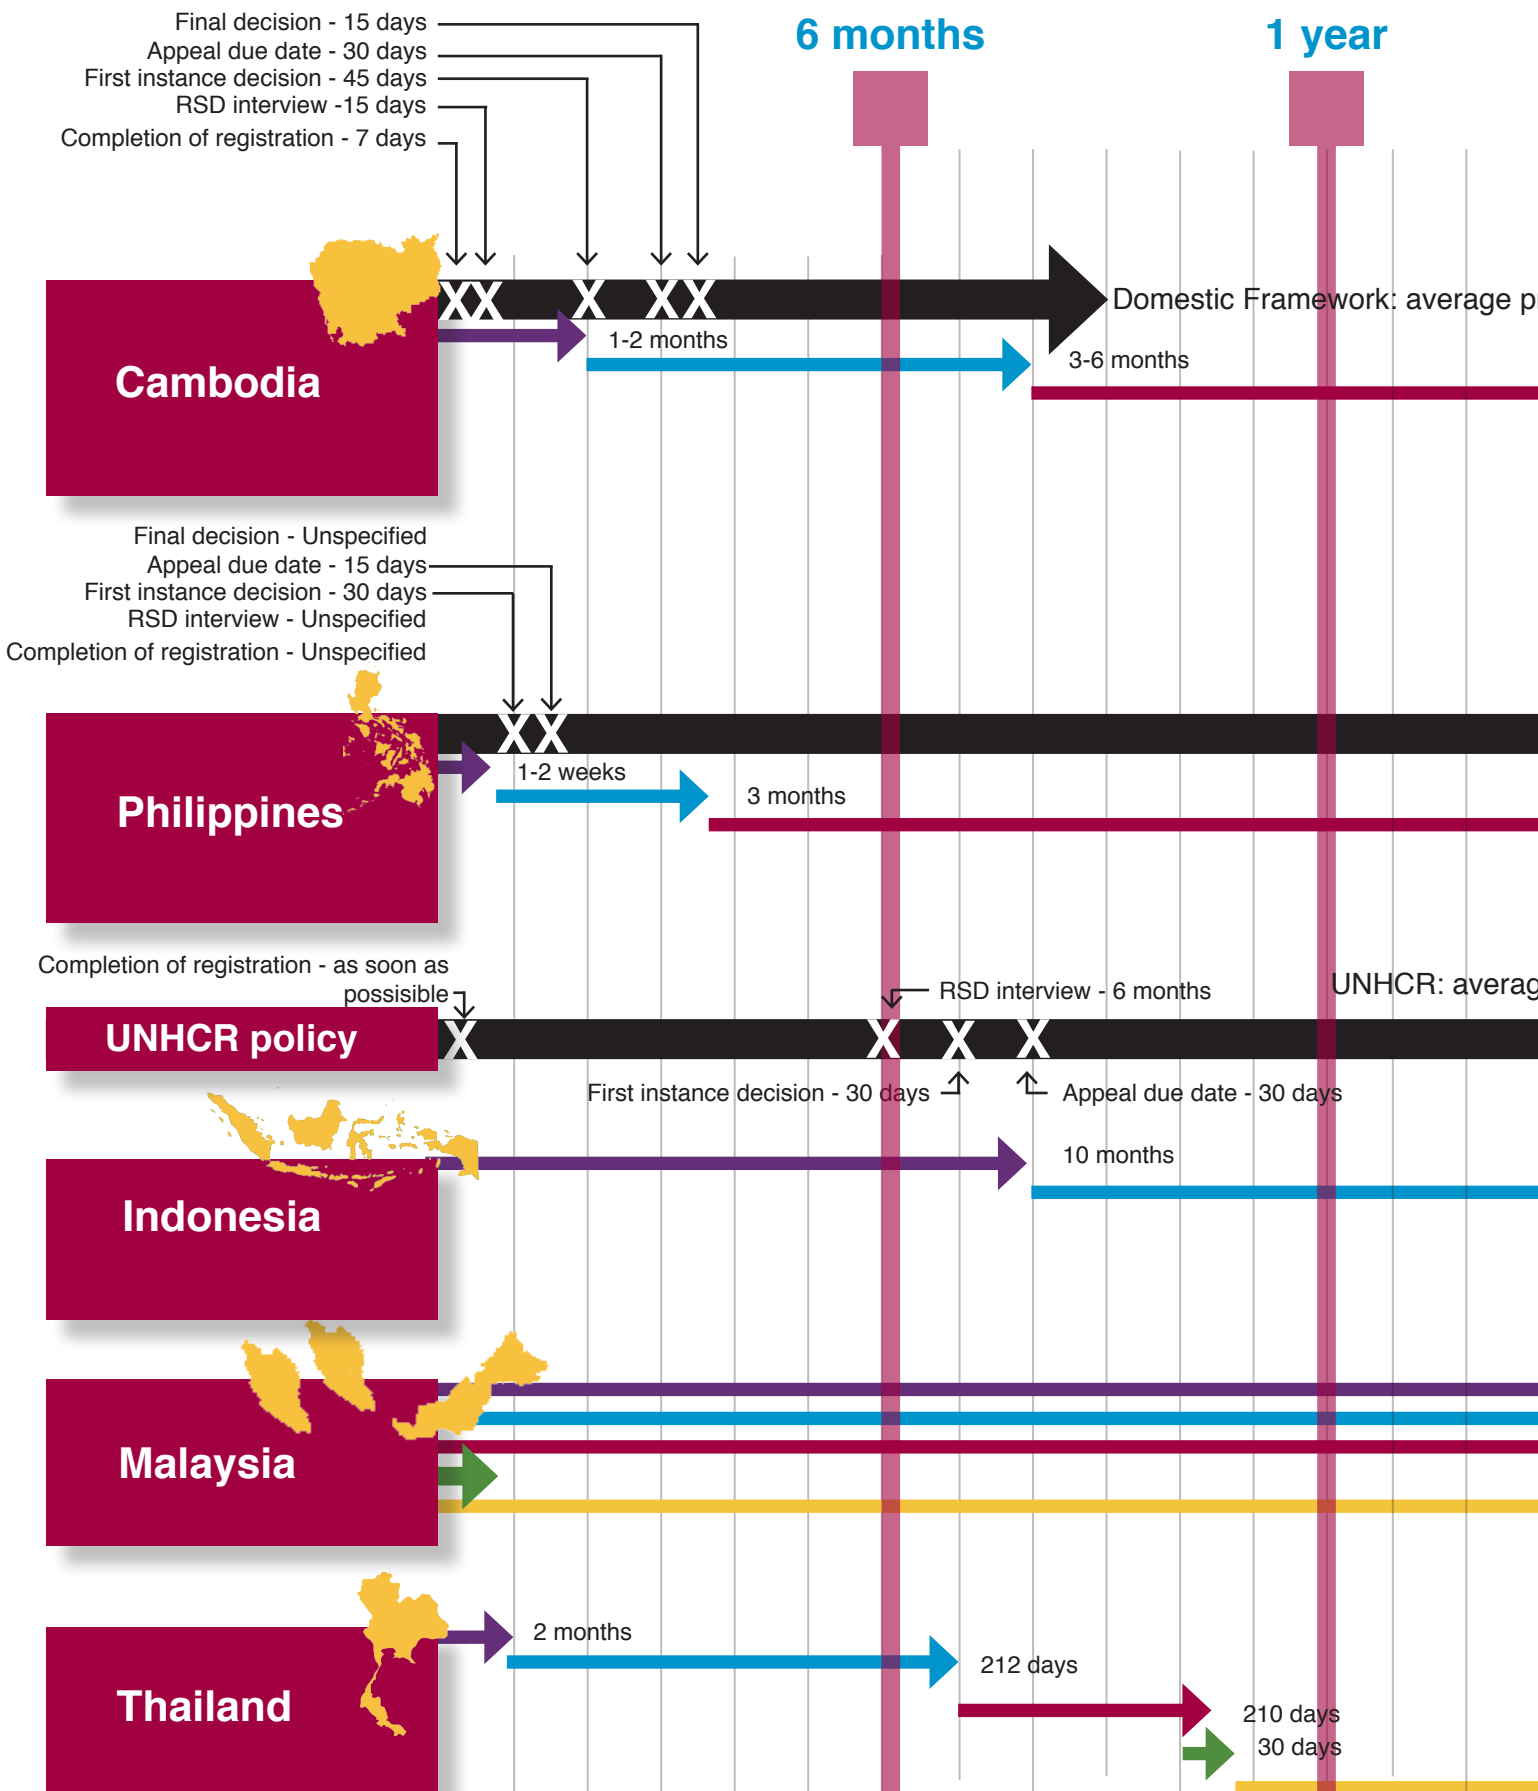 Final decision - 15 days
Appeal due date - 30 days
First instance decision - 45 days
RSD interview -15 days
Completion of registration - 7 days
6 months
1 year
X X X X X
Domestic Framework: average p
Cambodia
1-2 months
3-6 months
Final decision - Unspecified
Appeal due date - 15 days
First instance decision - 30 days
RSD interview - Unspecified
Completion of registration - Unspecified
X X
Philippines
1-2 weeks
3 months
Completion of registration - as soon as
possisible
RSD interview - 6 months
UNHCR: averag
UNHCR policy
X X X X
First instance decision - 30 days
Appeal due date - 30 days
Indonesia
10 months
Malaysia
Thailand
2 months
212 days
210 days
30 days